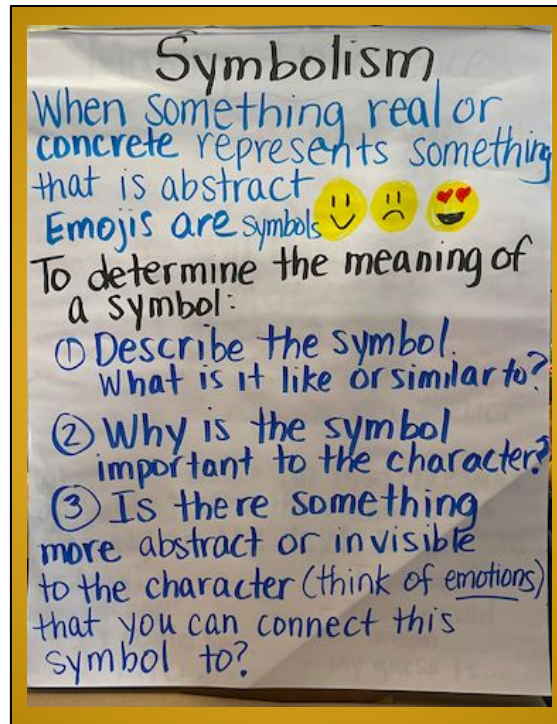 Symbolism
When something real or
concrete represents something
that is abstract
Emojis are symbols
To determine the meaning of
a symbol:
① Describe the symbol.
What is it like or similar to?
② Why is the symbol
important to the character?
③ Is there something
more abstract or invisible
to the character (think of emotions)
that you can connect this
symbol to?